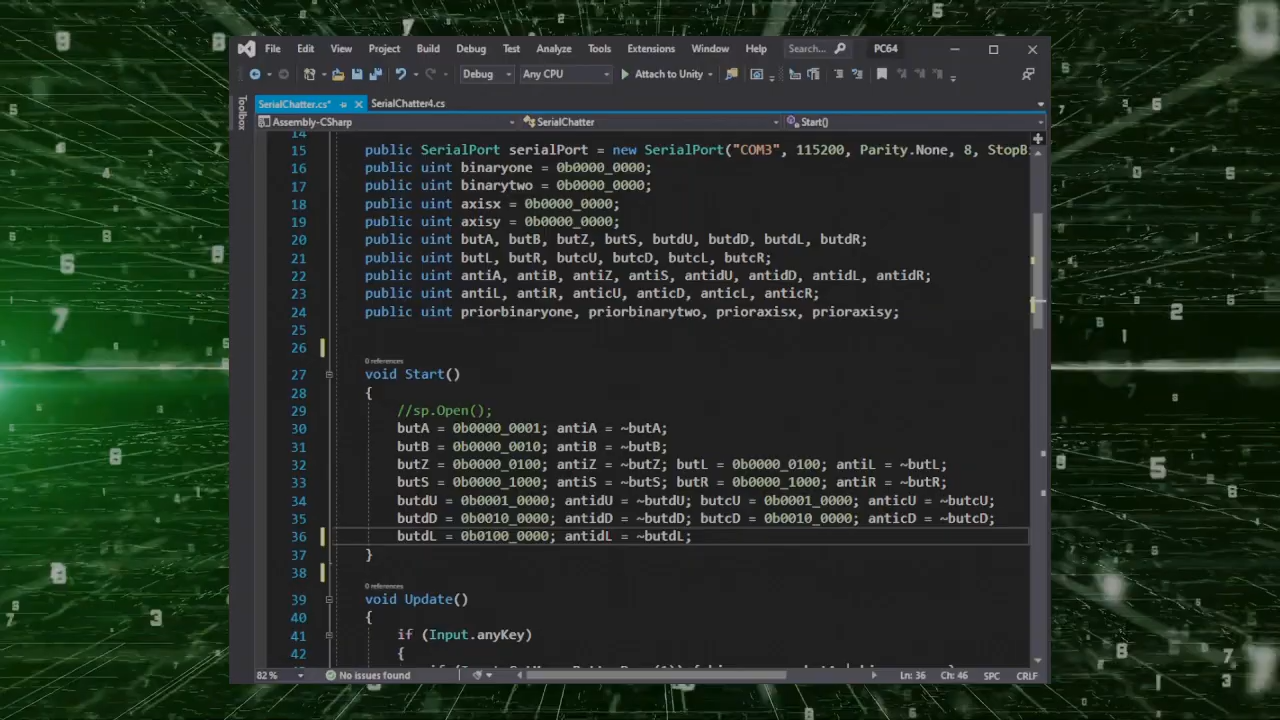 File Edit View Project Build Debug Test Analyze Tools Extensions Window Help Search... PC64
Debug Any CPU Attach to Unity
Toolbox
SerialChatter.cs* SerialChatter4.cs
Assembly-CSharp SerialChatter Start()
14
15 public SerialPort serialPort = new SerialPort("COM3", 115200, Parity.None, 8, StopBi
16 public uint binaryone = 0b0000_0000;
17 public uint binarytwo = 0b0000_0000;
18 public uint axisx = 0b0000_0000;
19 public uint axisy = 0b0000_0000;
20 public uint butA, butB, butZ, butS, butdU, butdD, butdL, butdR;
21 public uint butL, butR, butcU, butcD, butcL, butcR;
22 public uint antiA, antiB, antiZ, antiS, antidU, antidD, antidL, antidR;
23 public uint antiL, antiR, anticU, anticD, anticL, anticR;
24 public uint priorbinaryone, priorbinarytwo, prioraxisx, prioraxisy;
25
26
0 references
27 void Start()
28 {
29 //sp.Open();
30 butA = 0b0000_0001; antiA = ~butA;
31 butB = 0b0000_0010; antiB = ~butB;
32 butZ = 0b0000_0100; antiZ = ~butZ; butL = 0b0000_0100; antiL = ~butL;
33 butS = 0b0000_1000; antiS = ~butS; butR = 0b0000_1000; antiR = ~butR;
34 butdU = 0b0001_0000; antidU = ~butdU; butcU = 0b0001_0000; anticU = ~butcU;
35 butdD = 0b0010_0000; antidD = ~butdD; butcD = 0b0010_0000; anticD = ~butcD;
36 butdL = 0b0100_0000; antidL = ~butdL;
37 }
38
0 references
39 void Update()
40 {
41 if (Input.anyKey)
42 {
82 % No issues found Ln: 36 Ch: 46 SPC CRLF